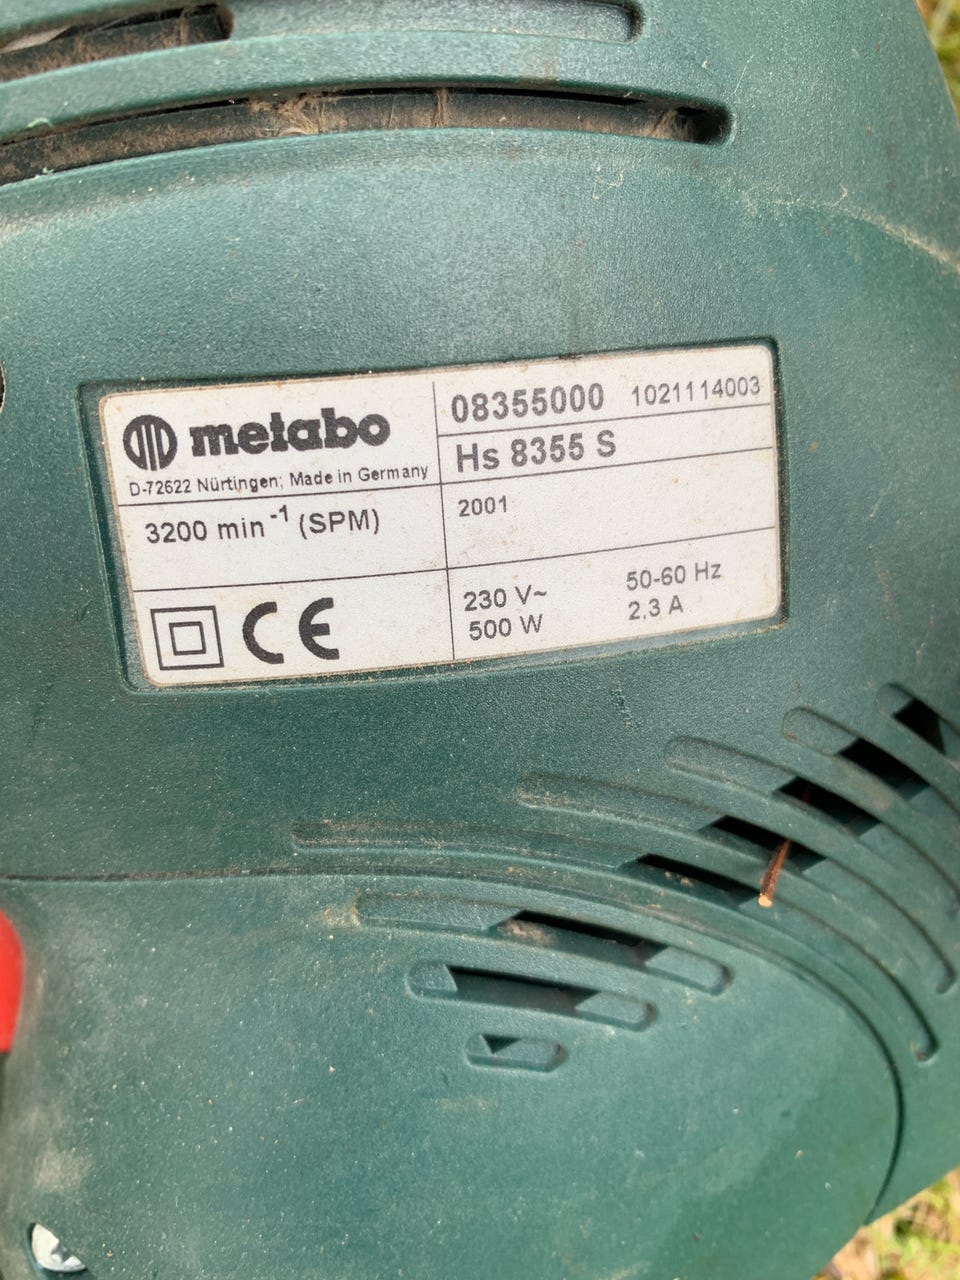 metabo
D-72622 Nürtingen; Made in Germany
3200 min-1 (SPM)
CE
08355000 1021114003
Hs 8355 S
2001
230 V~ 50-60 Hz
500 W 2,3 A